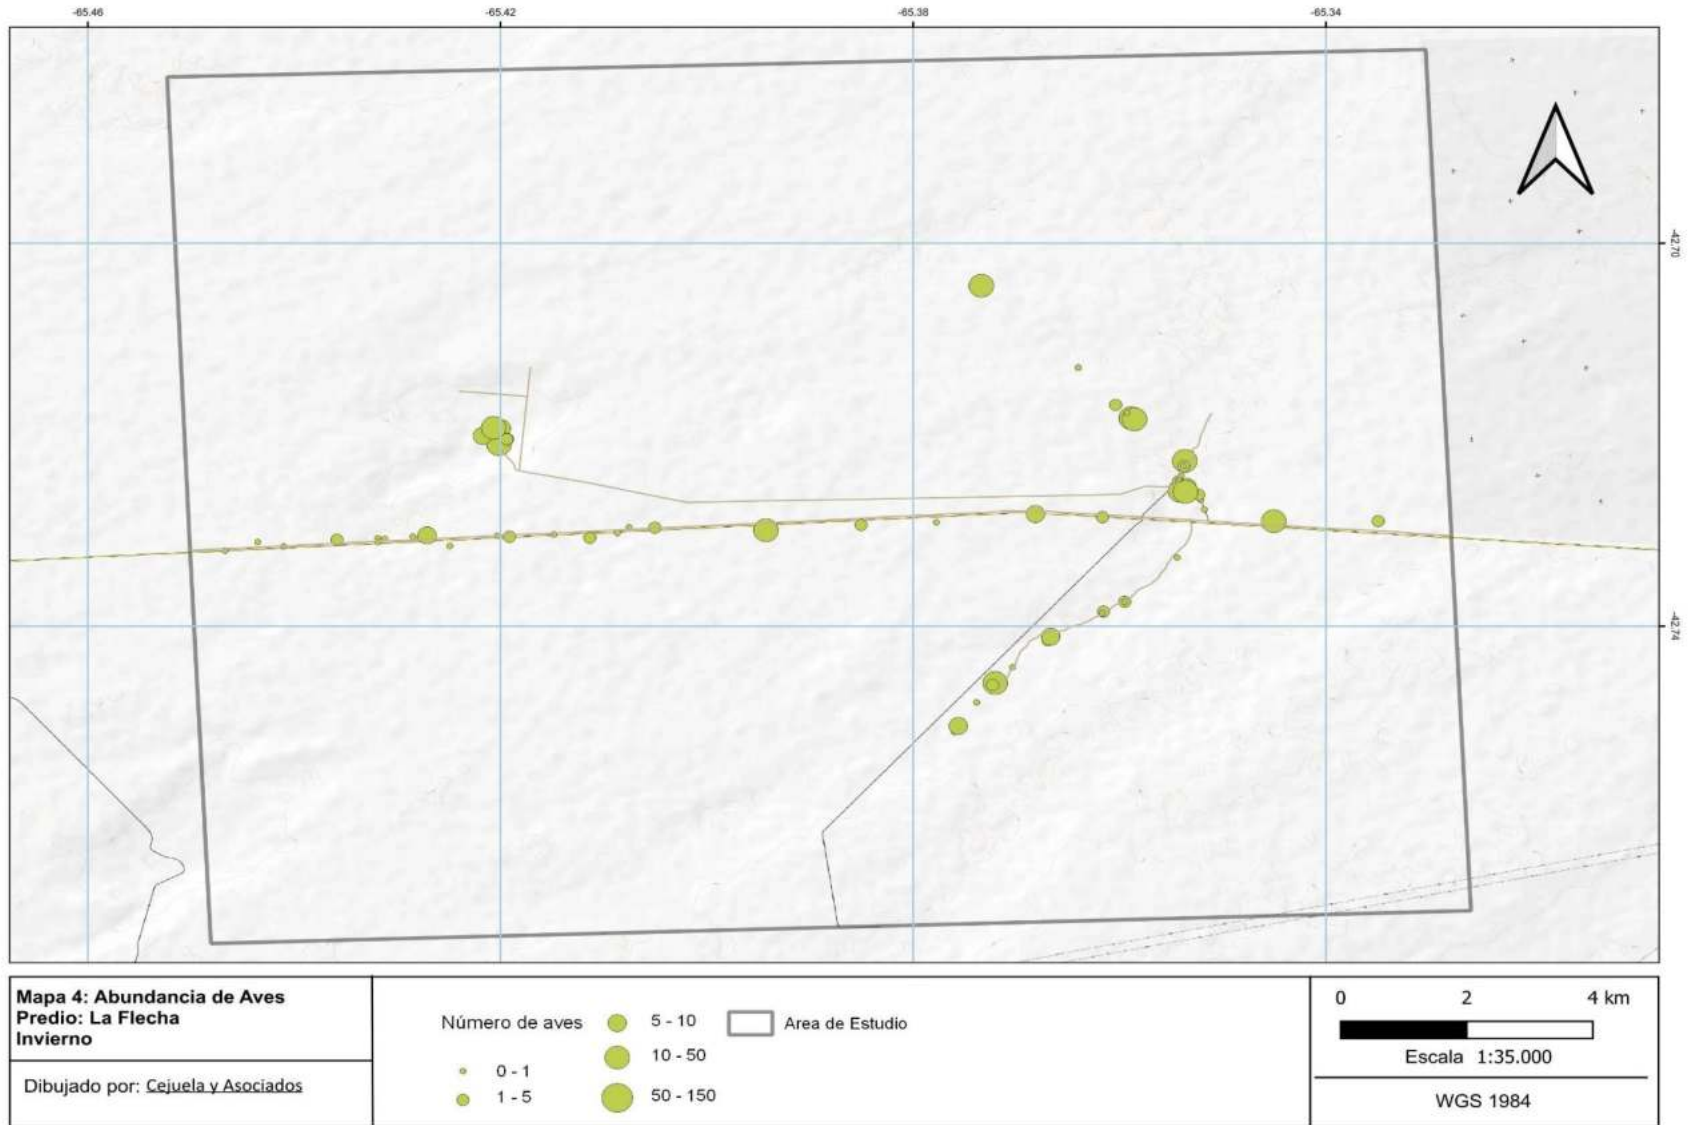 -65.46
-65.42
-65.38
-65.34
-42.70
-42.74
Mapa 4: Abundancia de Aves
Predio: La Flecha
Invierno
Dibujado por: Cejuela y Asociados
Número de aves
0 - 1
1 - 5
5 - 10
10 - 50
50 - 150
Area de Estudio
0 2 4 km
Escala 1:35.000
WGS 1984